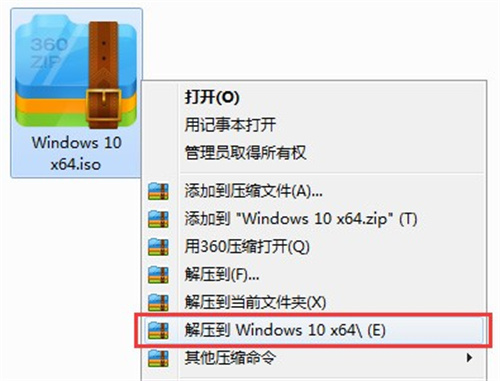 360
ZIP
Windows 10
x64.iso
打开(O)
用记事本打开
管理员取得所有权
添加到压缩文件(A)...
添加到 "Windows 10 x64.zip" (T)
用360压缩打开(Q)
解压到(F)...
解压到当前文件夹(X)
解压到 Windows 10 x64\ (E)
其他压缩命令